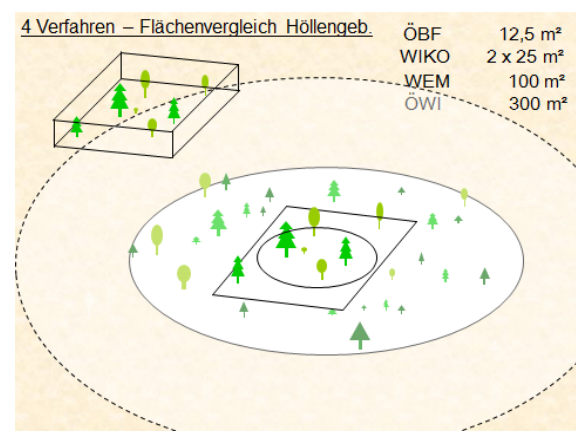 4 Verfahren – Flächenvergleich Höllengeb.
ÖBF 12,5 m²
WIKO 2 x 25 m²
WEM 100 m²
ÖWI 300 m²